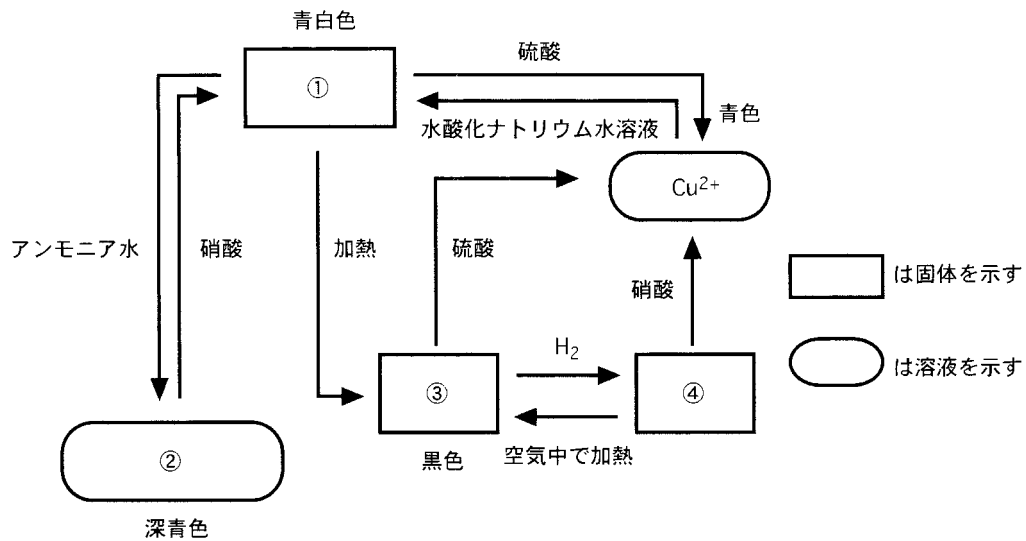 青白色
①
硫酸
水酸化ナトリウム水溶液
青色
Cu²⁺
アンモニア水
硝酸
加熱
硫酸
硝酸
は固体を示す
H₂
は溶液を示す
③
④
黒色
空気中で加熱
②
深青色